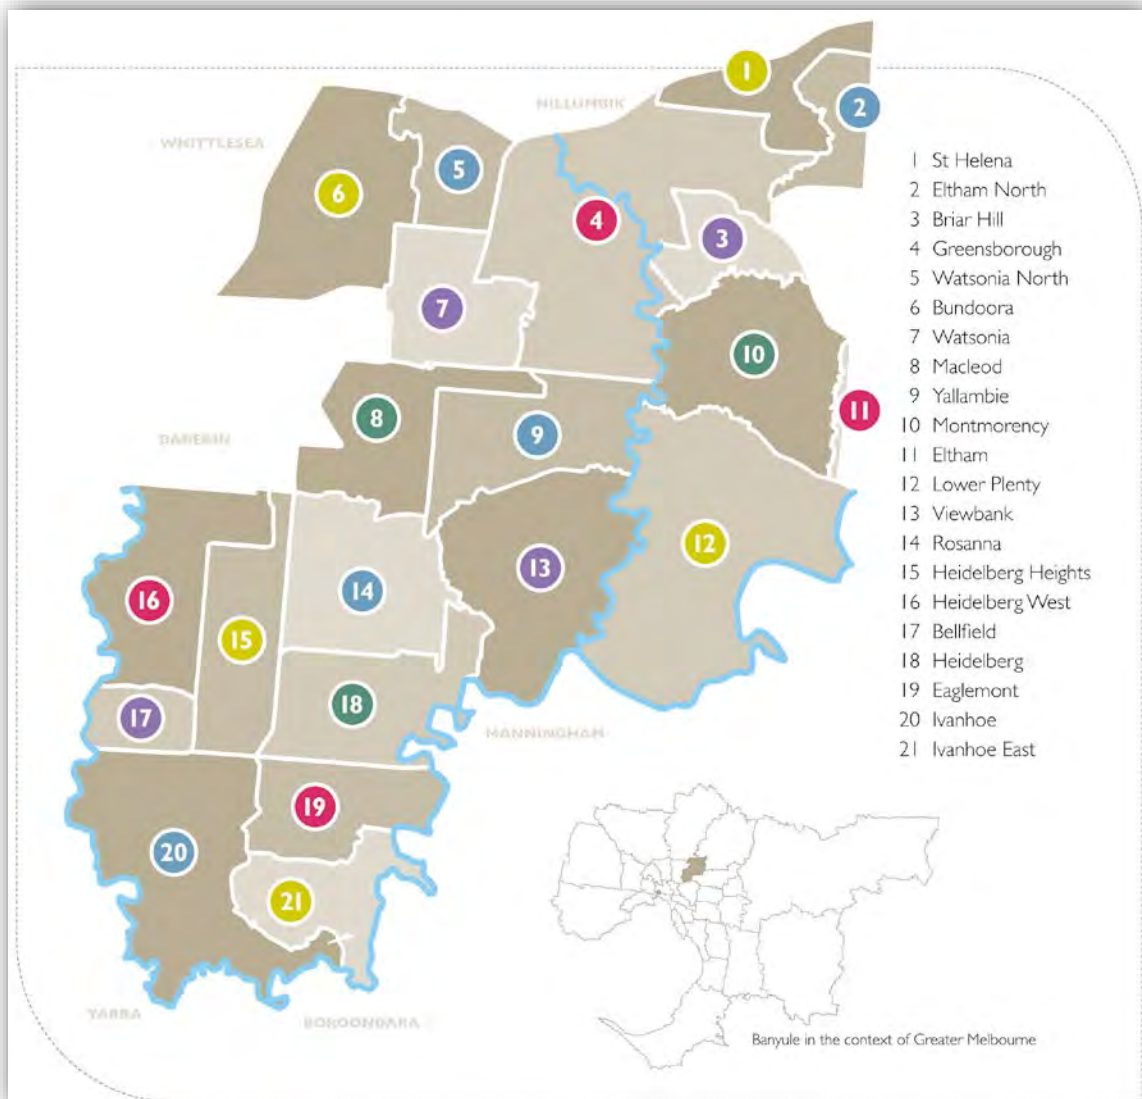 1
2
NILLUMBIK
WHITTLESEA
5
6
4
3
7
10
8
9
11
DAREBIN
12
13
14
16
15
17
18
MANNINGHAM
19
20
21
YARRA
BOROONDARA
1 St Helena
2 Eltham North
3 Briar Hill
4 Greensborough
5 Watsonia North
6 Bundoora
7 Watsonia
8 Macleod
9 Yallambie
10 Montmorency
11 Eltham
12 Lower Plenty
13 Viewbank
14 Rosanna
15 Heidelberg Heights
16 Heidelberg West
17 Bellfield
18 Heidelberg
19 Eaglemont
20 Ivanhoe
21 Ivanhoe East
Banyule in the context of Greater Melbourne